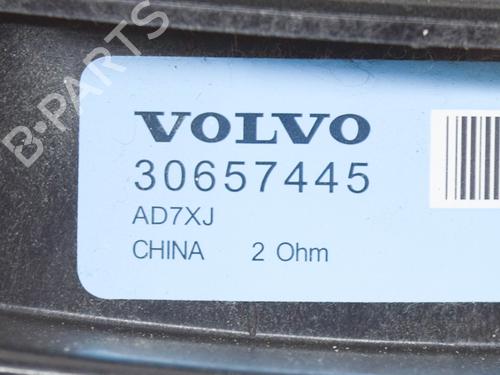 B-PARTS
VOLVO
30657445
AD7XJ
CHINA 2 Ohm